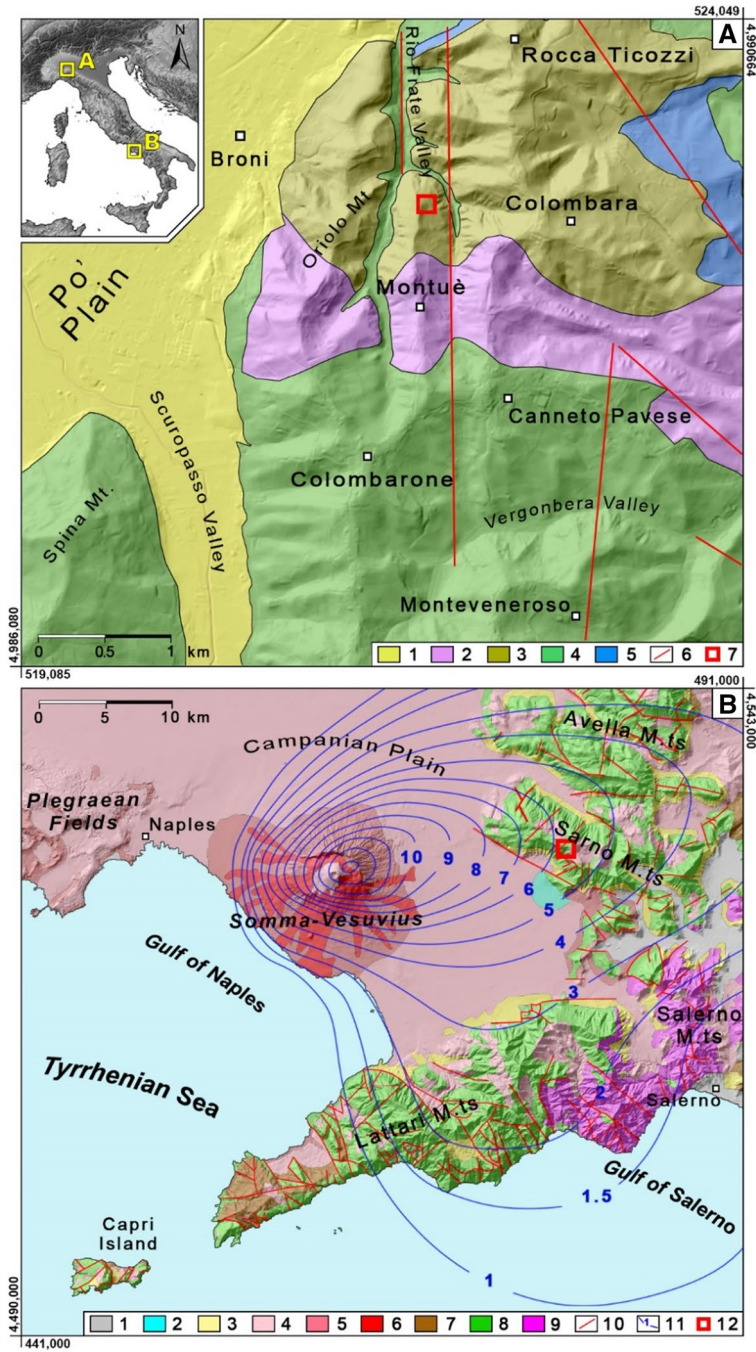 524,049
A
4,990664
N
A
B
Rio Frate Valley
Rocca Ticozzi
Broni
Oriolo Mt.
Colombara
Po'
Plain
Montuè
Scuropasso Valley
Canneto Pavese
Colombarone
Spina Mt.
Vergonbera Valley
Monteveneroso
4,986,080
0 0.5 1 km
1 2 3 4 5 6 7
519,085
491,000
B
4,543,000
0 5 10 km
Avella M.ts
Campanian Plain
Plegraean
Fields
Naples
Sarno M.ts
10 9 8 7 6 5 4 3
Somma-Vesuvius
Gulf of Naples
Salerno
M.ts
Tyrrhenian Sea
2
Salerno
Lattari M.ts
Gulf of Salerno
1.5
Capri
Island
1
4,490,000
1 2 3 4 5 6 7 8 9 10 1 11 12
441,000